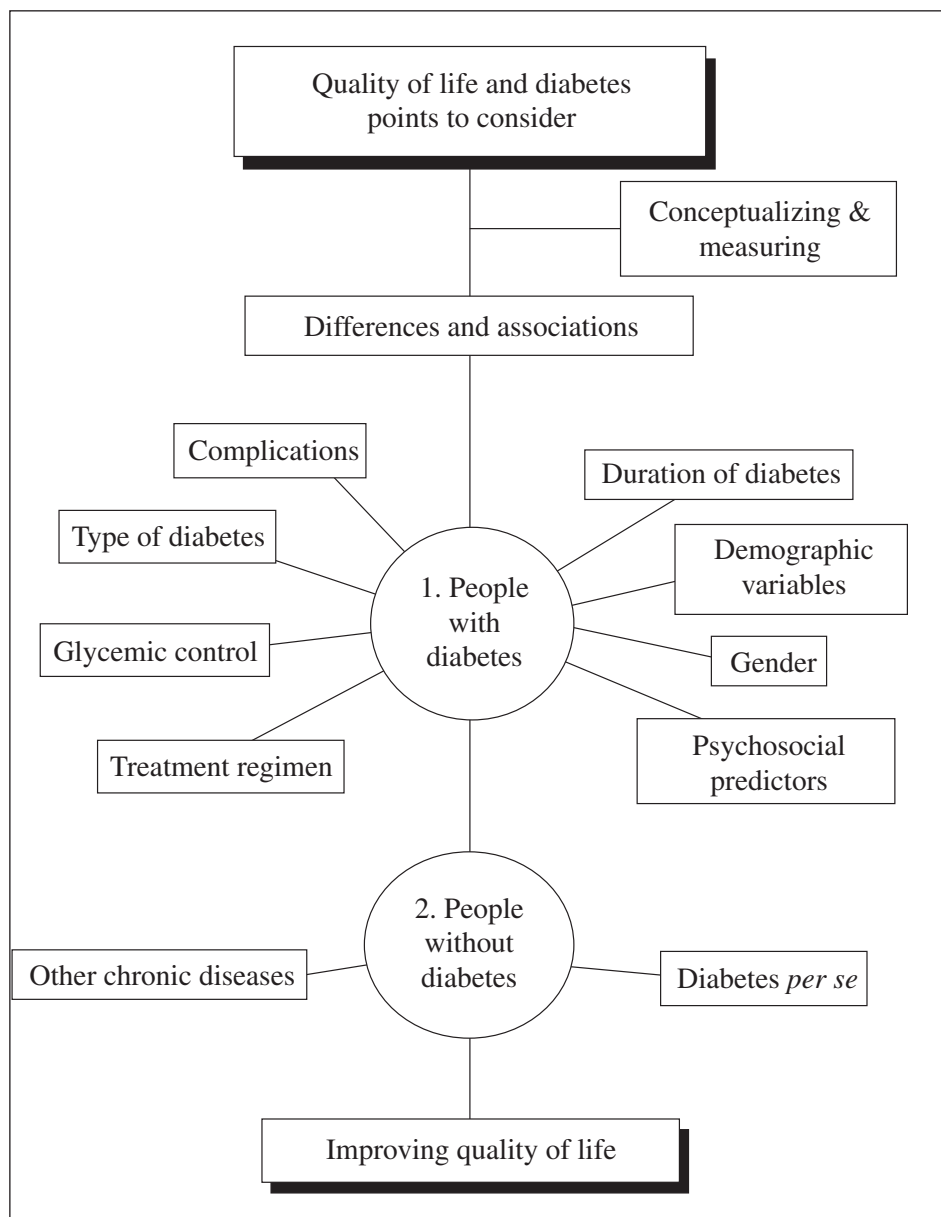 Quality of life and diabetes
points to consider
Conceptualizing &
measuring
Differences and associations
Complications
Duration of diabetes
Type of diabetes
Demographic
variables
1. People
with
diabetes
Glycemic control
Gender
Treatment regimen
Psychosocial
predictors
2. People
without
diabetes
Other chronic diseases
Diabetes per se
Improving quality of life